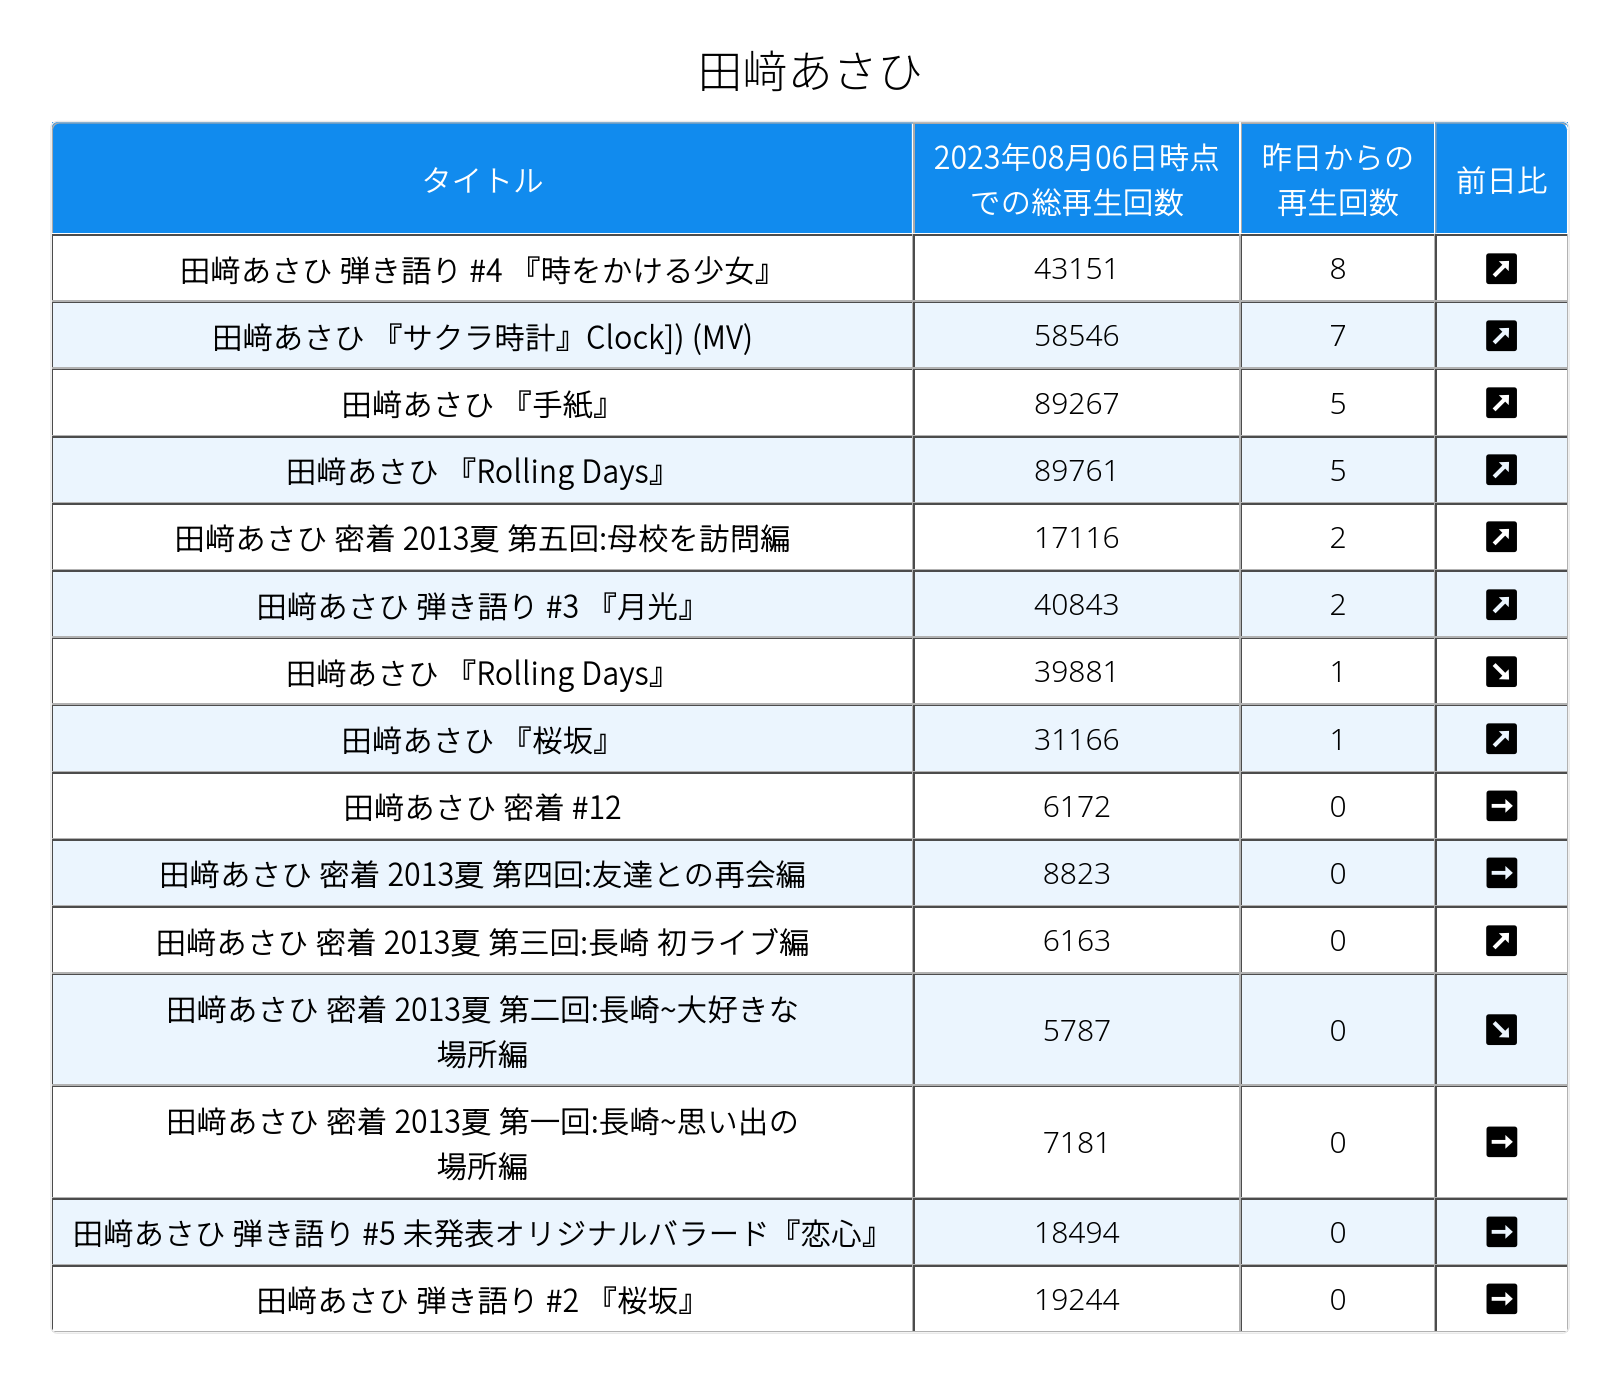 田﨑あさひ
タイトル
2023年08月06日時点
での総再生回数
昨日からの
再生回数
前日比
田﨑あさひ 弾き語り #4 『時をかける少女』 43151 8
田﨑あさひ 『サクラ時計』Clock]) (MV) 58546 7
田﨑あさひ 『手紙』 89267 5
田﨑あさひ 『Rolling Days』 89761 5
田﨑あさひ 密着 2013夏 第五回:母校を訪問編 17116 2
田﨑あさひ 弾き語り #3 『月光』 40843 2
田﨑あさひ 『Rolling Days』 39881 1
田﨑あさひ 『桜坂』 31166 1
田﨑あさひ 密着 #12 6172 0
田﨑あさひ 密着 2013夏 第四回:友達との再会編 8823 0
田﨑あさひ 密着 2013夏 第三回:長崎 初ライブ編 6163 0
田﨑あさひ 密着 2013夏 第二回:長崎~大好きな
場所編 5787 0
田﨑あさひ 密着 2013夏 第一回:長崎~思い出の
場所編 7181 0
田﨑あさひ 弾き語り #5 未発表オリジナルバラード『恋心』 18494 0
田﨑あさひ 弾き語り #2 『桜坂』 19244 0